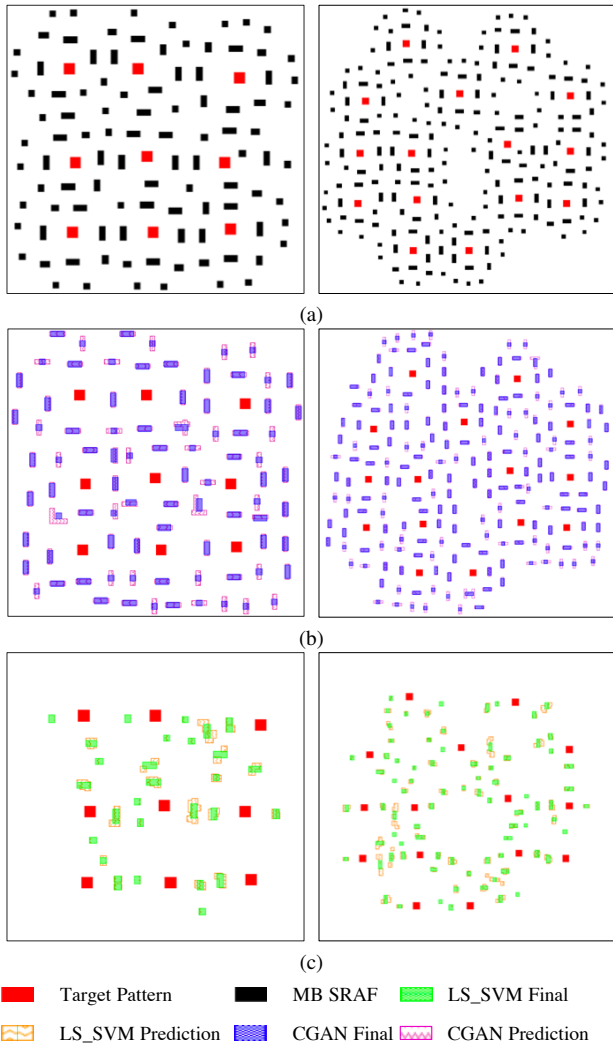 (a)
(b)
(c)
Target Pattern MB SRAF LS_SVM Final
LS_SVM Prediction CGAN Final CGAN Prediction